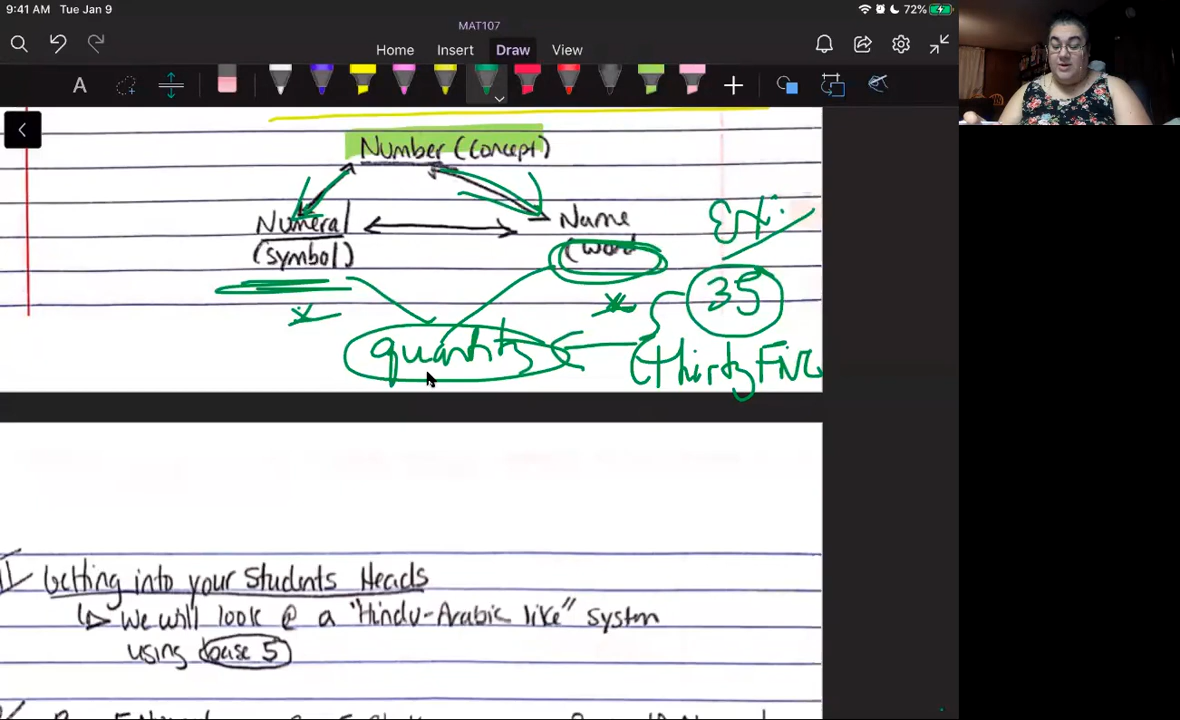 9:41 AM Tue Jan 9
72%
MAT107
Home Insert Draw View
A
Number (Concept)
Numeral
(symbol)
Name
(word
Ex:
35
quantity
(thirty Five
Getting into your Students Heads
We will look @ a "Hindu-Arabic like" system
using base 5